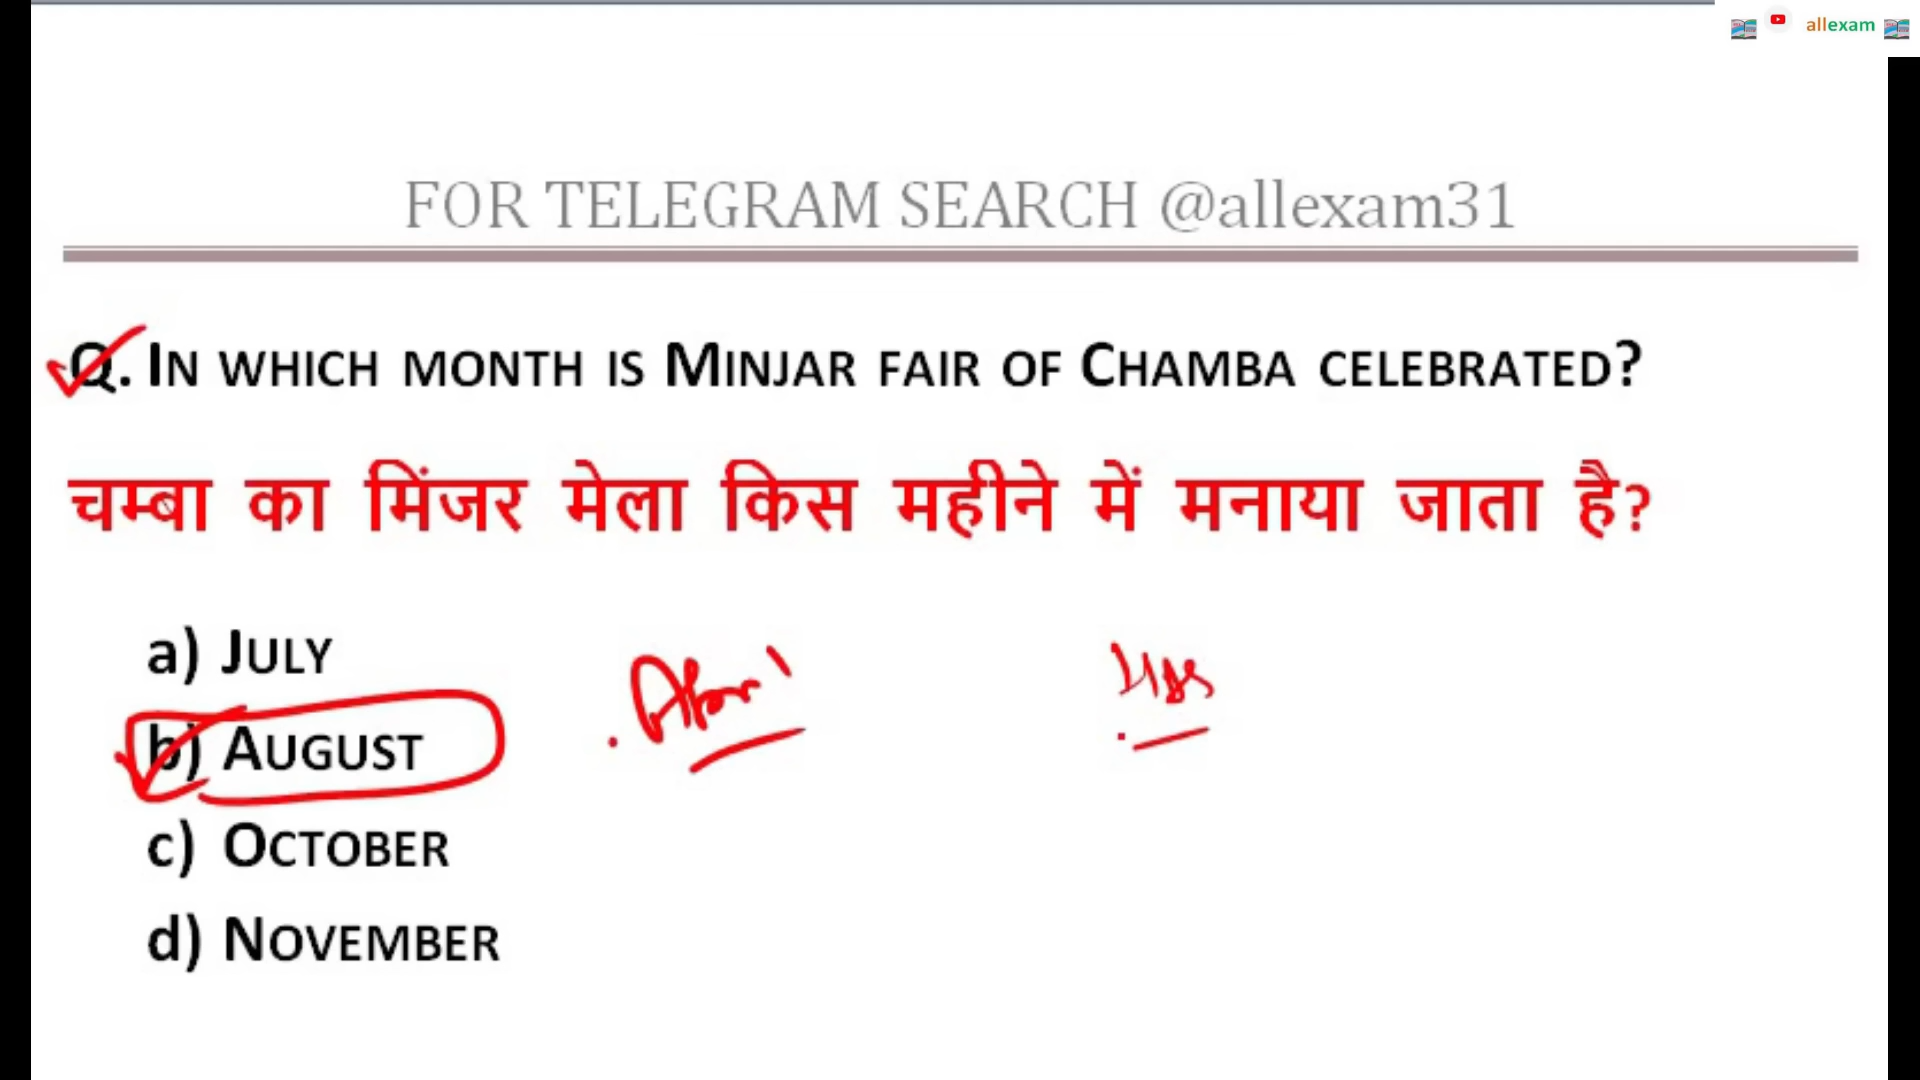 allexam
FOR TELEGRAM SEARCH @allexam31
Q. IN WHICH MONTH IS MINJAR FAIR OF CHAMBA CELEBRATED?
चम्बा का मिंजर मेला किस महीने में मनाया जाता है?
a) JULY
b) AUGUST
c) OCTOBER
d) NOVEMBER